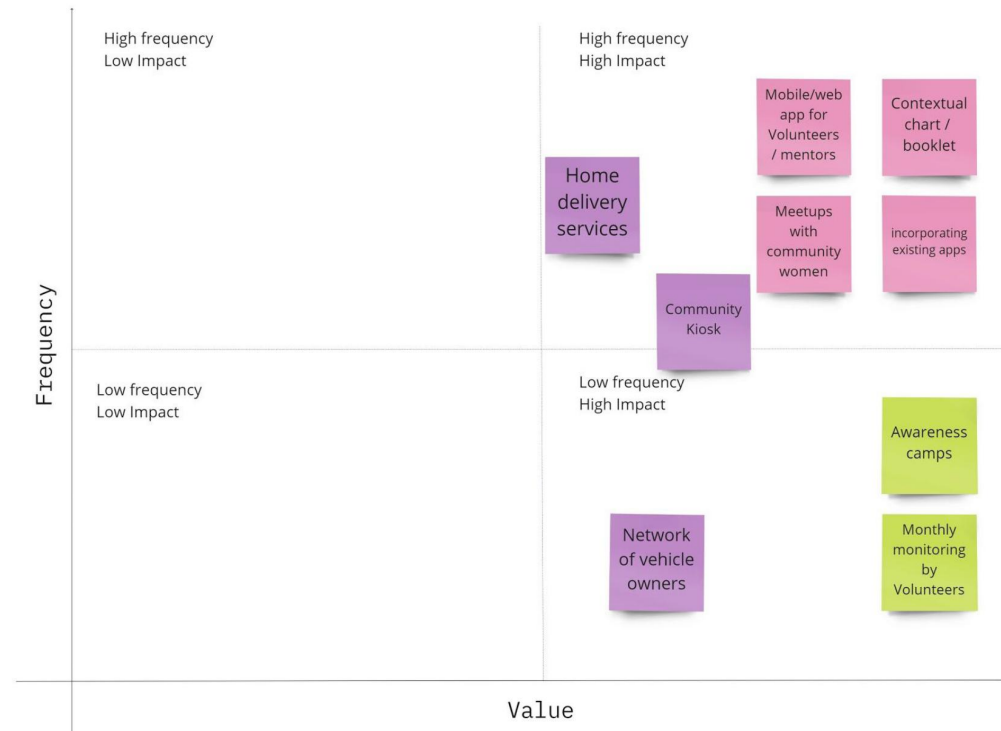 High frequency
Low Impact
High frequency
High Impact
Mobile/web
app for
Volunteers
/ mentors
Contextual
chart /
booklet
Home
delivery
services
Meetups
with
community
women
incorporating
existing apps
Community
Kiosk
Frequency
Low frequency
Low Impact
Low frequency
High Impact
Awareness
camps
Network
of vehicle
owners
Monthly
monitoring
by
Volunteers
Value